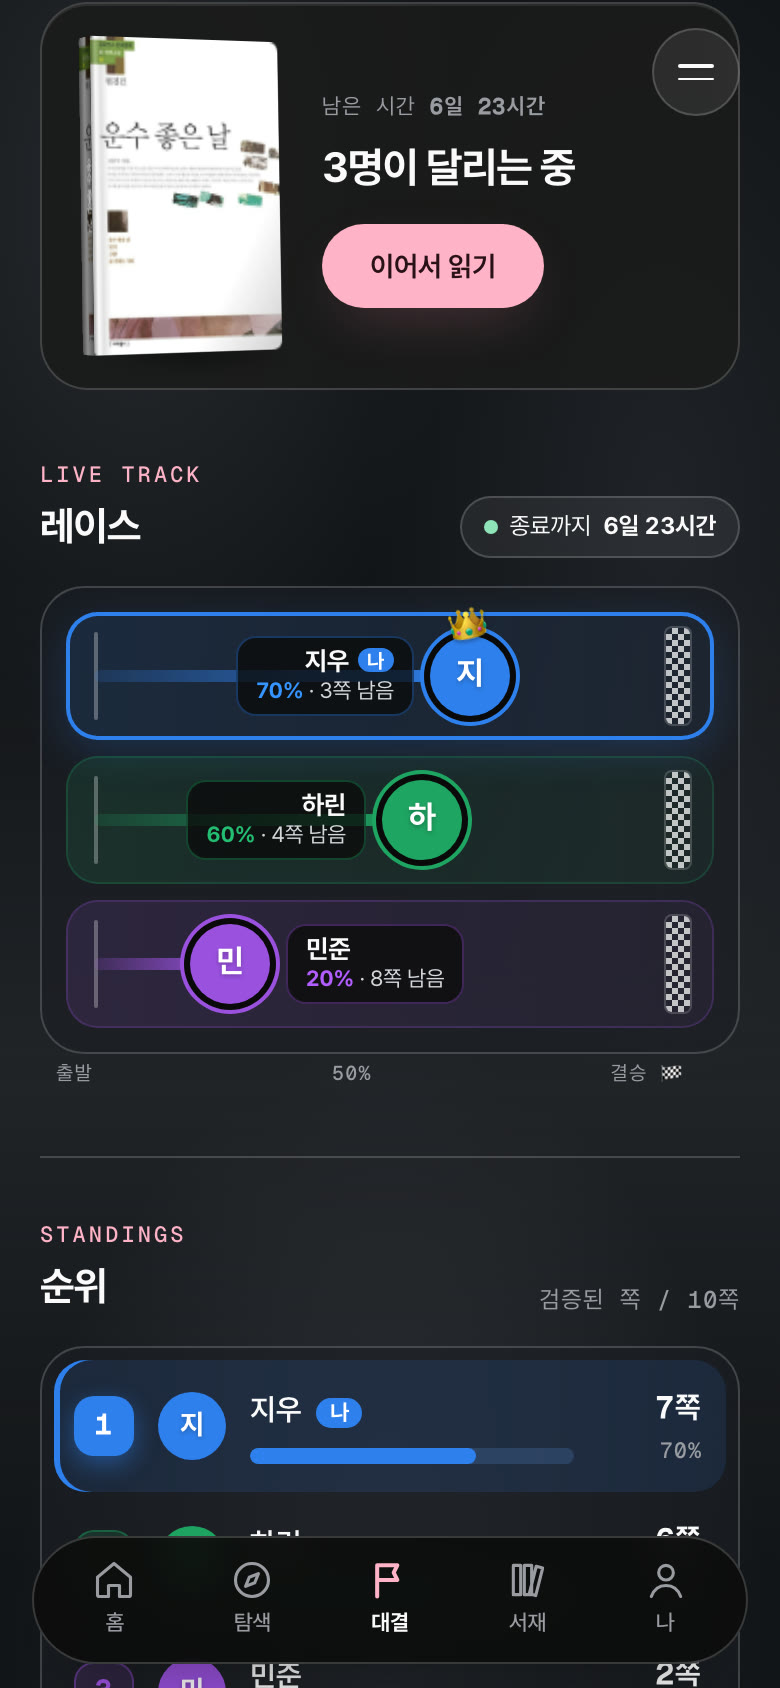 운수 좋은 날
남은 시간 6일 23시간
3명이 달리는 중
이어서 읽기
LIVE TRACK
레이스
종료까지 6일 23시간
지우 나
70% · 3쪽 남음
지
하린
60% · 4쪽 남음
하
민
민준
20% · 8쪽 남음
출발 50% 결승
STANDINGS
순위
검증된 쪽 / 10쪽
1 지 지우 나 7쪽
70%
홈 탐색 대결 서재 나
민준 2쪽